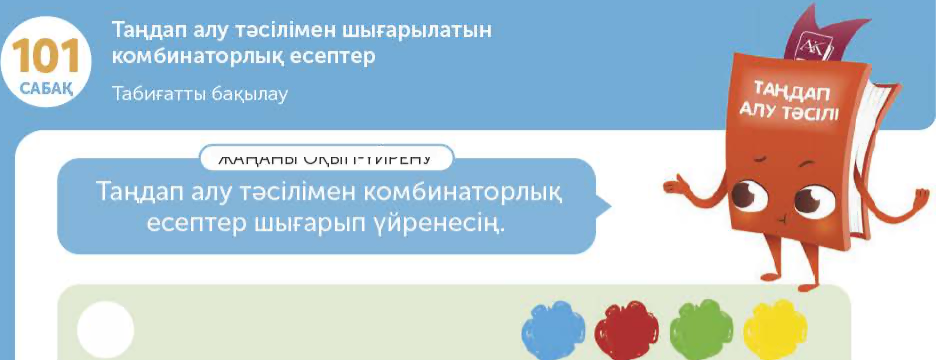 101
САБАҚ
Таңдап алу тәсілімен шығарылатын
комбинаторлық есептер
Табиғатты бақылау
АҚ
ТАҢДАП
АЛУ ТӘСІЛІ
Таңдап алу тәсілімен комбинаторлық
есептер шығарып үйренесің.